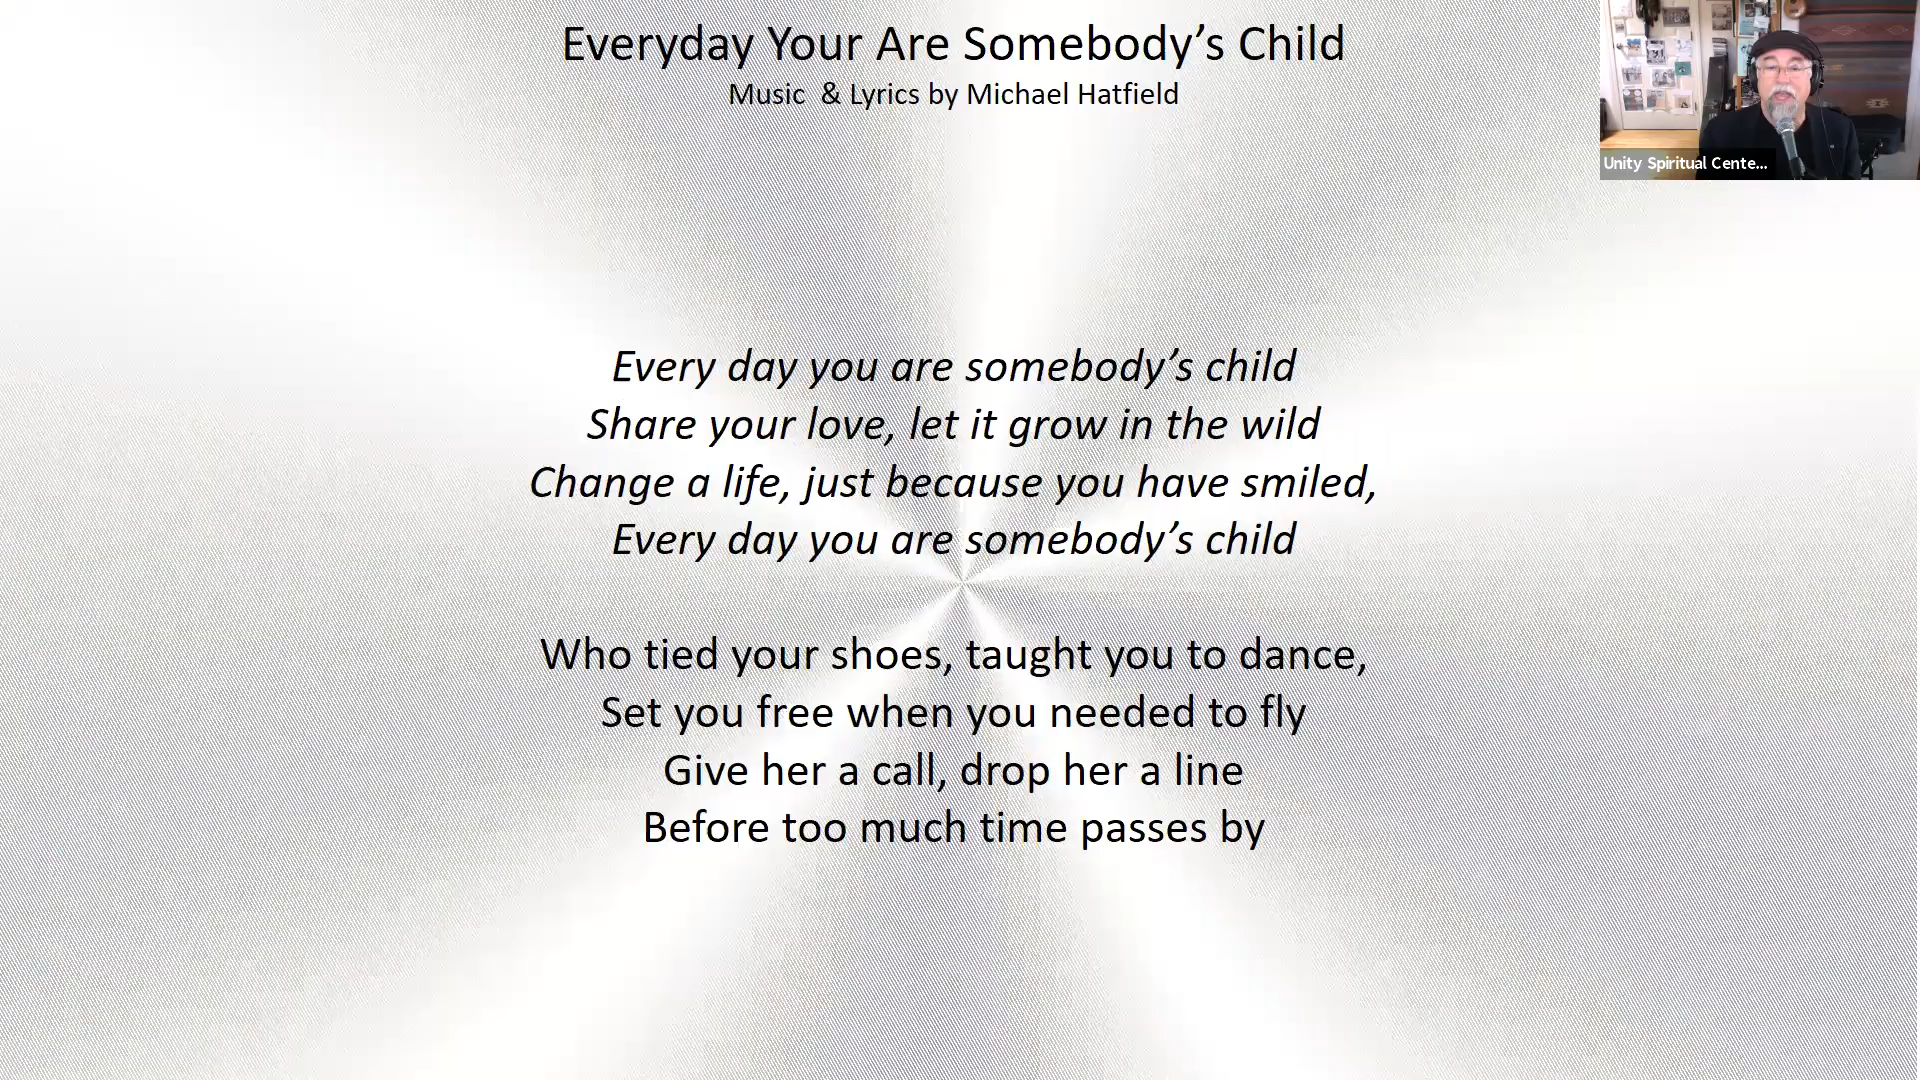 Everyday Your Are Somebody’s Child
Music & Lyrics by Michael Hatfield
Unity Spiritual Cente...
Every day you are somebody’s child
Share your love, let it grow in the wild
Change a life, just because you have smiled,
Every day you are somebody’s child
Who tied your shoes, taught you to dance,
Set you free when you needed to fly
Give her a call, drop her a line
Before too much time passes by